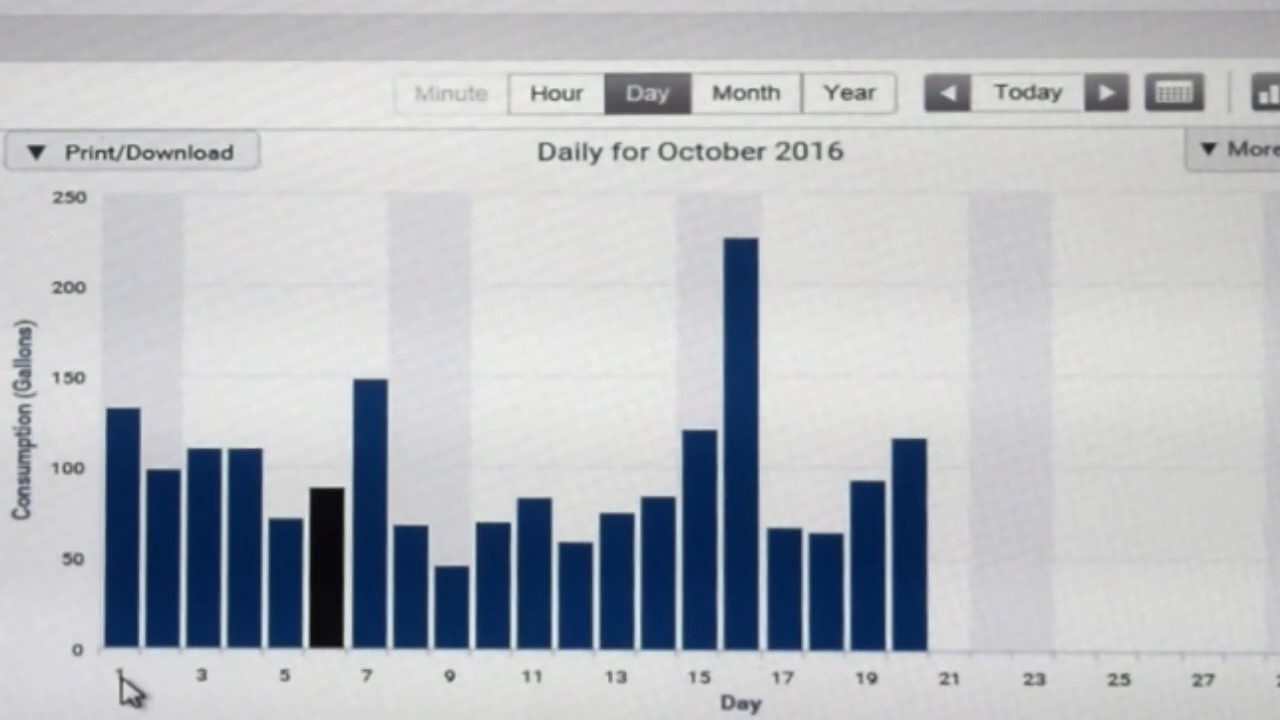 Minute Hour Day Month Year Today
Print/Download
Daily for October 2016
More
250
200
150
100
50
0
Consumption (Gallons)
1 3 5 7 9 11 13 15 17 19 21 23 25 27
Day